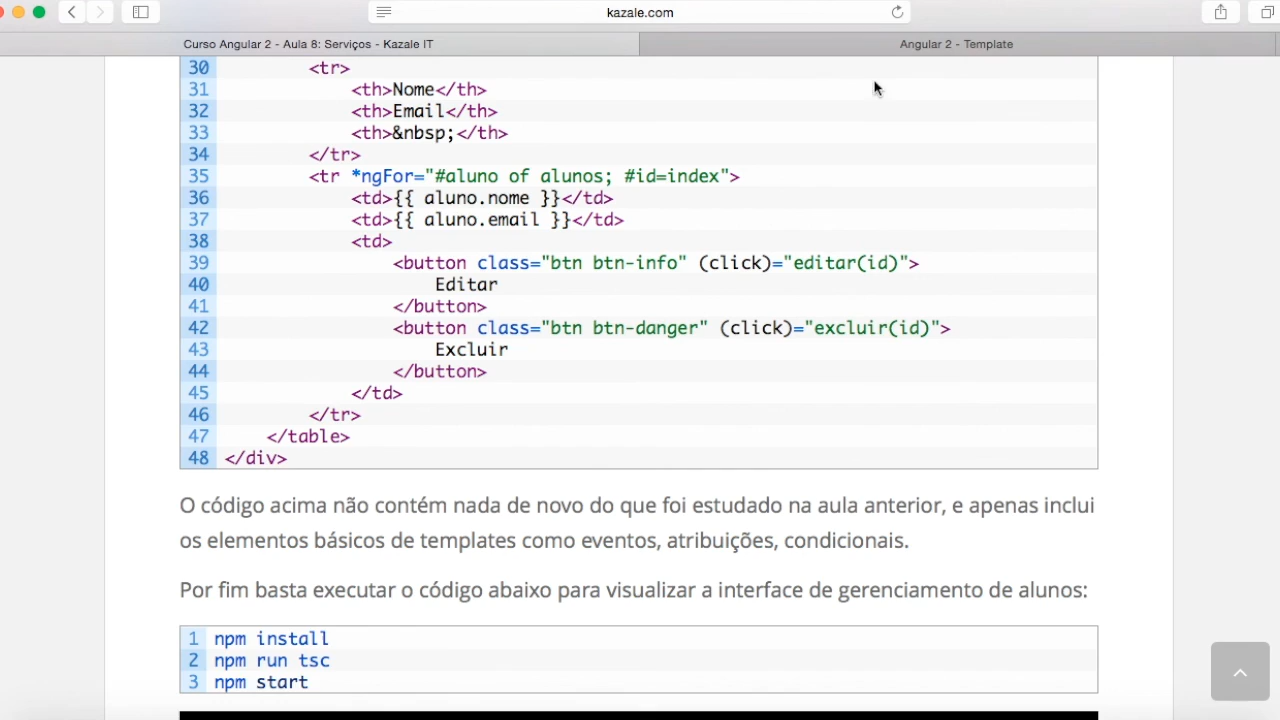 kazale.com
Curso Angular 2 - Aula 8: Serviços - Kazale IT
Angular 2 - Template
30 <tr>
31 <th>Nome</th>
32 <th>Email</th>
33 <th>&nbsp;</th>
34 </tr>
35 <tr *ngFor="#aluno of alunos; #id=index">
36 <td>{{ aluno.nome }}</td>
37 <td>{{ aluno.email }}</td>
38 <td>
39 <button class="btn btn-info" (click)="editar(id)">
40 Editar
41 </button>
42 <button class="btn btn-danger" (click)="excluir(id)">
43 Excluir
44 </button>
45 </td>
46 </tr>
47 </table>
48 </div>
O código acima não contém nada de novo do que foi estudado na aula anterior, e apenas inclui
os elementos básicos de templates como eventos, atribuições, condicionais.
Por fim basta executar o código abaixo para visualizar a interface de gerenciamento de alunos:
1 npm install
2 npm run tsc
3 npm start